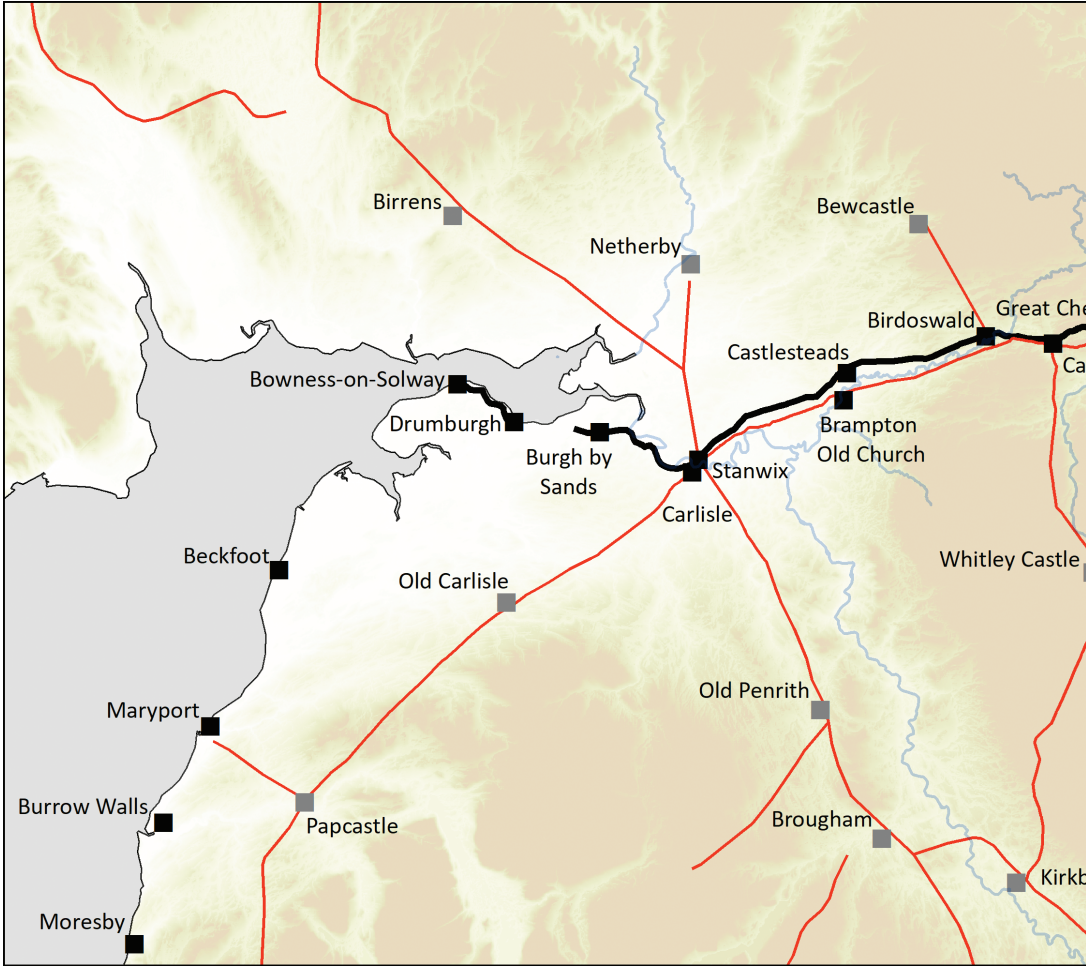 Birrens
Bewcastle
Netherby
Great Che
Birdoswald
Castlesteads
Ca
Bowness-on-Solway
Drumburgh
Brampton
Old Church
Burgh by
Sands
Stanwix
Carlisle
Beckfoot
Whitley Castle
Old Carlisle
Old Penrith
Maryport
Burrow Walls
Papcastle
Brougham
Kirkb
Moresby